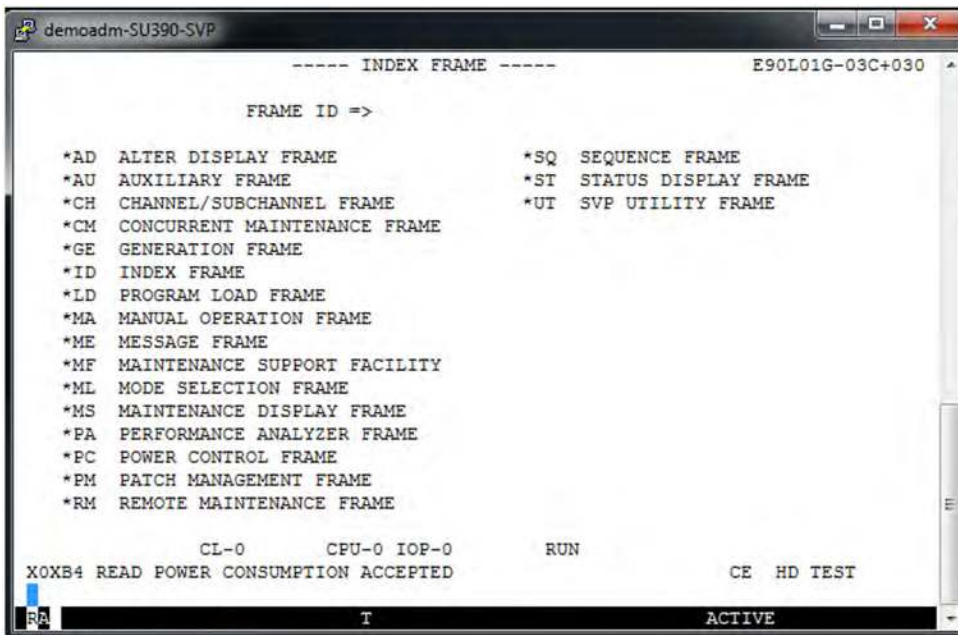 demoadm-SU390-SVP
----- INDEX FRAME ----- E90L01G-03C+030
FRAME ID =>
*AD ALTER DISPLAY FRAME *SQ SEQUENCE FRAME
*AU AUXILIARY FRAME *ST STATUS DISPLAY FRAME
*CH CHANNEL/SUBCHANNEL FRAME *UT SVP UTILITY FRAME
*CM CONCURRENT MAINTENANCE FRAME
*GE GENERATION FRAME
*ID INDEX FRAME
*LD PROGRAM LOAD FRAME
*MA MANUAL OPERATION FRAME
*ME MESSAGE FRAME
*MF MAINTENANCE SUPPORT FACILITY
*ML MODE SELECTION FRAME
*MS MAINTENANCE DISPLAY FRAME
*PA PERFORMANCE ANALYZER FRAME
*PC POWER CONTROL FRAME
*PM PATCH MANAGEMENT FRAME
*RM REMOTE MAINTENANCE FRAME
CL-0 CPU-0 IOP-0 RUN
X0XB4 READ POWER CONSUMPTION ACCEPTED CE HD TEST
RA T ACTIVE